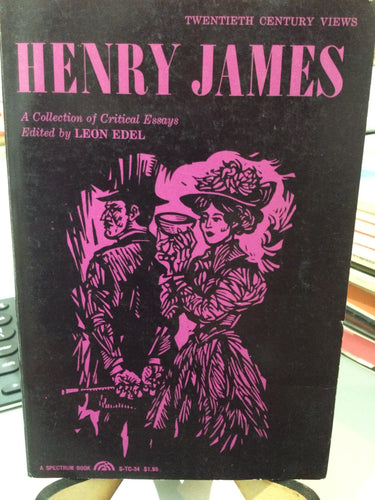 TWENTIETH CENTURY VIEWS
HENRY JAMES
A Collection of Critical Essays
Edited by LEON EDEL
A SPECTRUM BOOK S-TC-34 $1.95